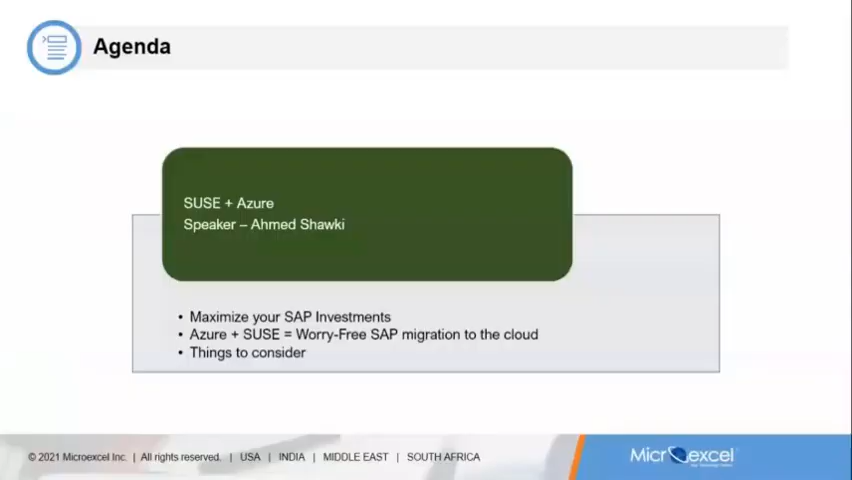 Agenda
SUSE + Azure
Speaker – Ahmed Shawki
• Maximize your SAP Investments
• Azure + SUSE = Worry-Free SAP migration to the cloud
• Things to consider
© 2021 Microexcel Inc. | All rights reserved. | USA | INDIA | MIDDLE EAST | SOUTH AFRICA
Microexcel